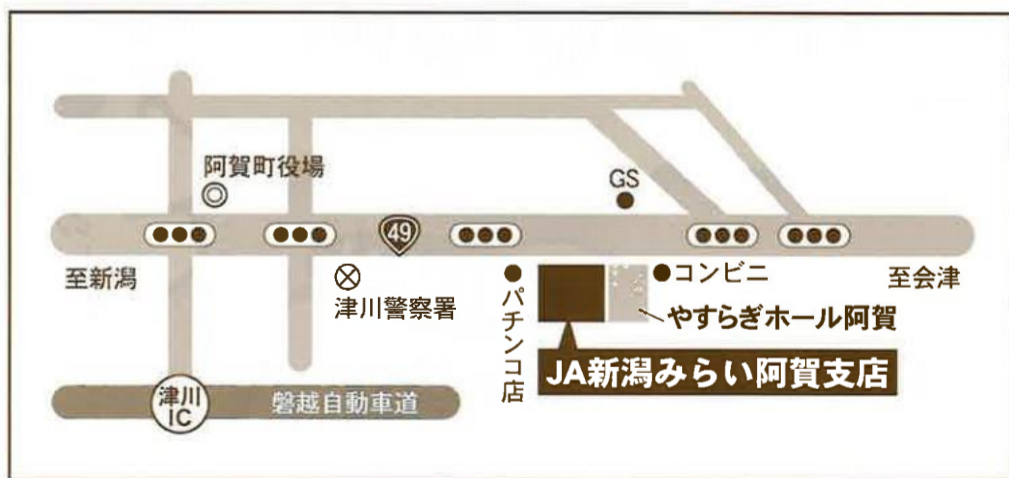 阿賀町役場
GS
49
至新潟
津川警察署
パチンコ店
コンビニ
至会津
やすらぎホール阿賀
JA新潟みらい阿賀支店
津川
IC
磐越自動車道